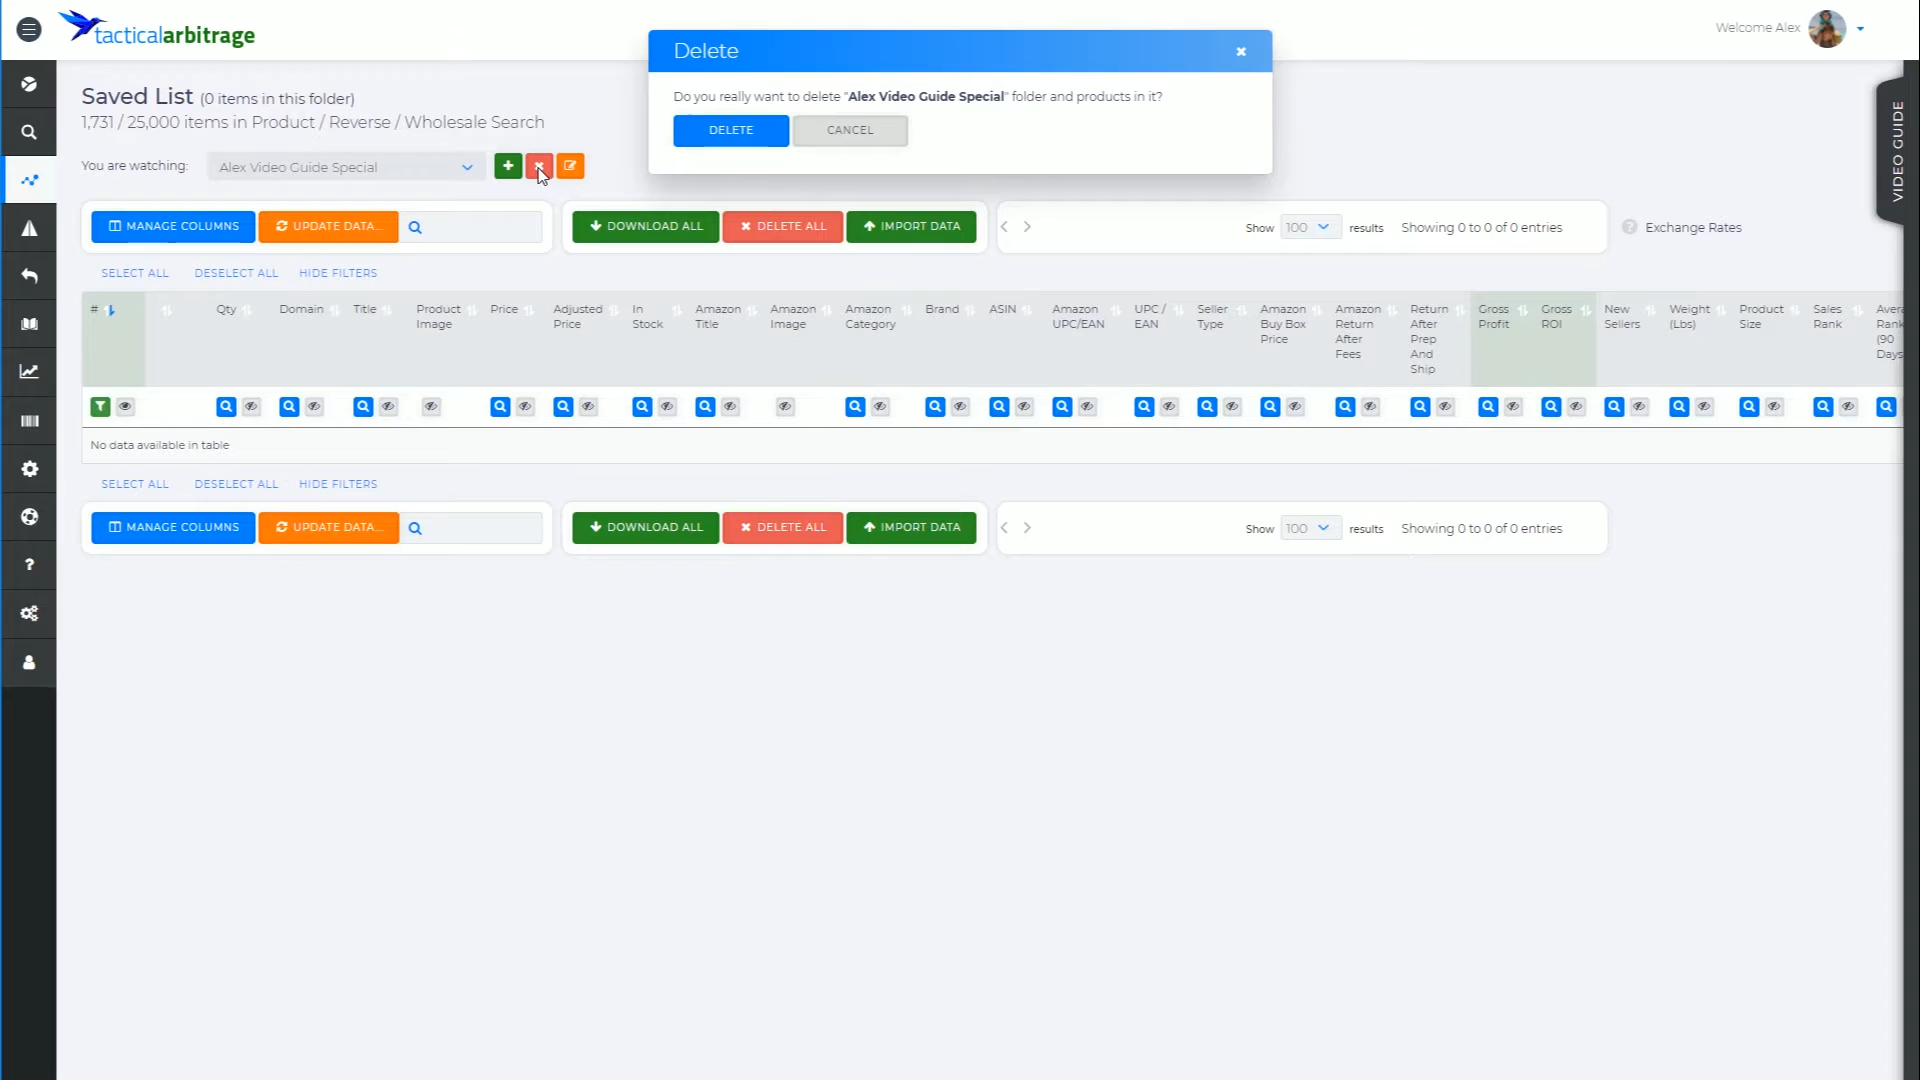 tacticalarbitrage
Welcome Alex
Delete
Do you really want to delete "Alex Video Guide Special" folder and products in it?
DELETE CANCEL
VIDEO GUIDE
Saved List (0 items in this folder)
1,731 / 25,000 items in Product / Reverse / Wholesale Search
You are watching: Alex Video Guide Special
MANAGE COLUMNS UPDATE DATA... DOWNLOAD ALL DELETE ALL IMPORT DATA Show 100 results Showing 0 to 0 of 0 entries ? Exchange Rates
SELECT ALL DESELECT ALL HIDE FILTERS
# Qty Domain Title Product Price Adjusted In Amazon Amazon Amazon Brand ASIN Amazon UPC / Seller Amazon Amazon Return Gross Gross New Weight Product Sales Avera
Image Price Stock Title Image Category UPC/EAN EAN Type Buy Box Return After Profit ROI Sellers (Lbs) Size Rank Rank
Price After Prep (90
Fees And Days
Ship
No data available in table
SELECT ALL DESELECT ALL HIDE FILTERS
MANAGE COLUMNS UPDATE DATA... DOWNLOAD ALL DELETE ALL IMPORT DATA Show 100 results Showing 0 to 0 of 0 entries
?